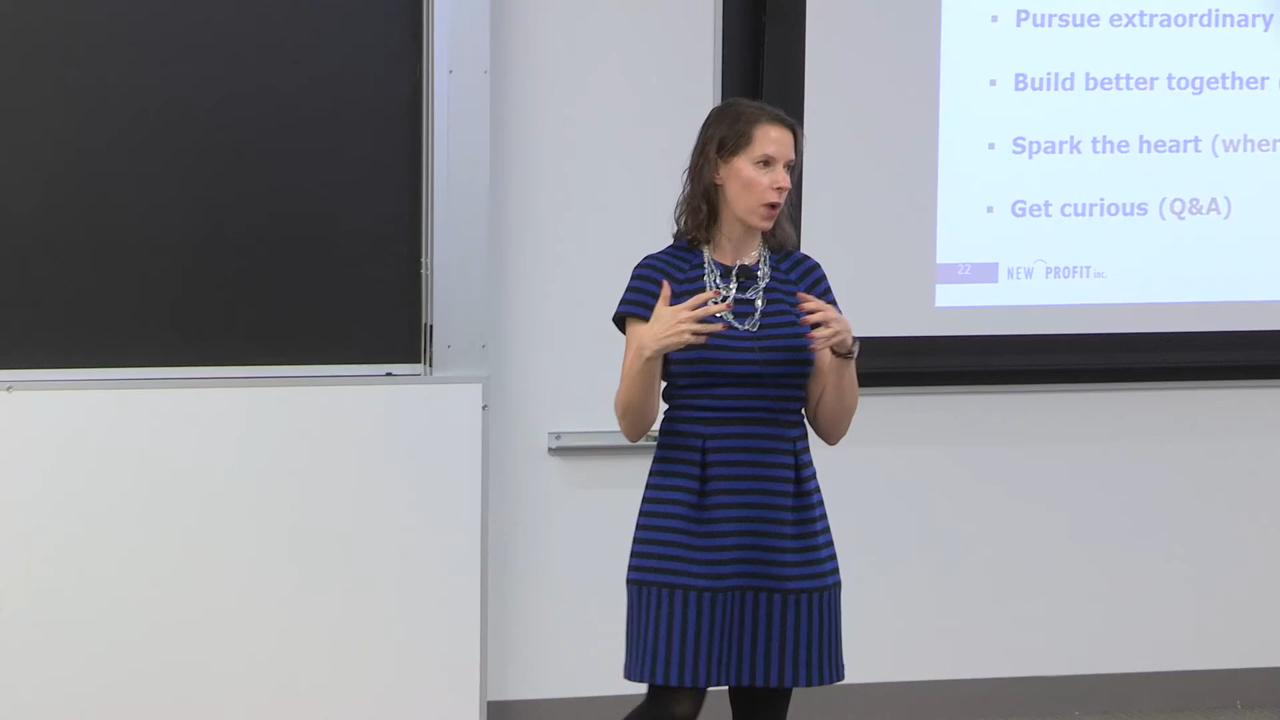 ▪ Pursue extraordinary
▪ Build better together
▪ Spark the heart (wher
▪ Get curious (Q&A)
22 NEW PROFIT inc.